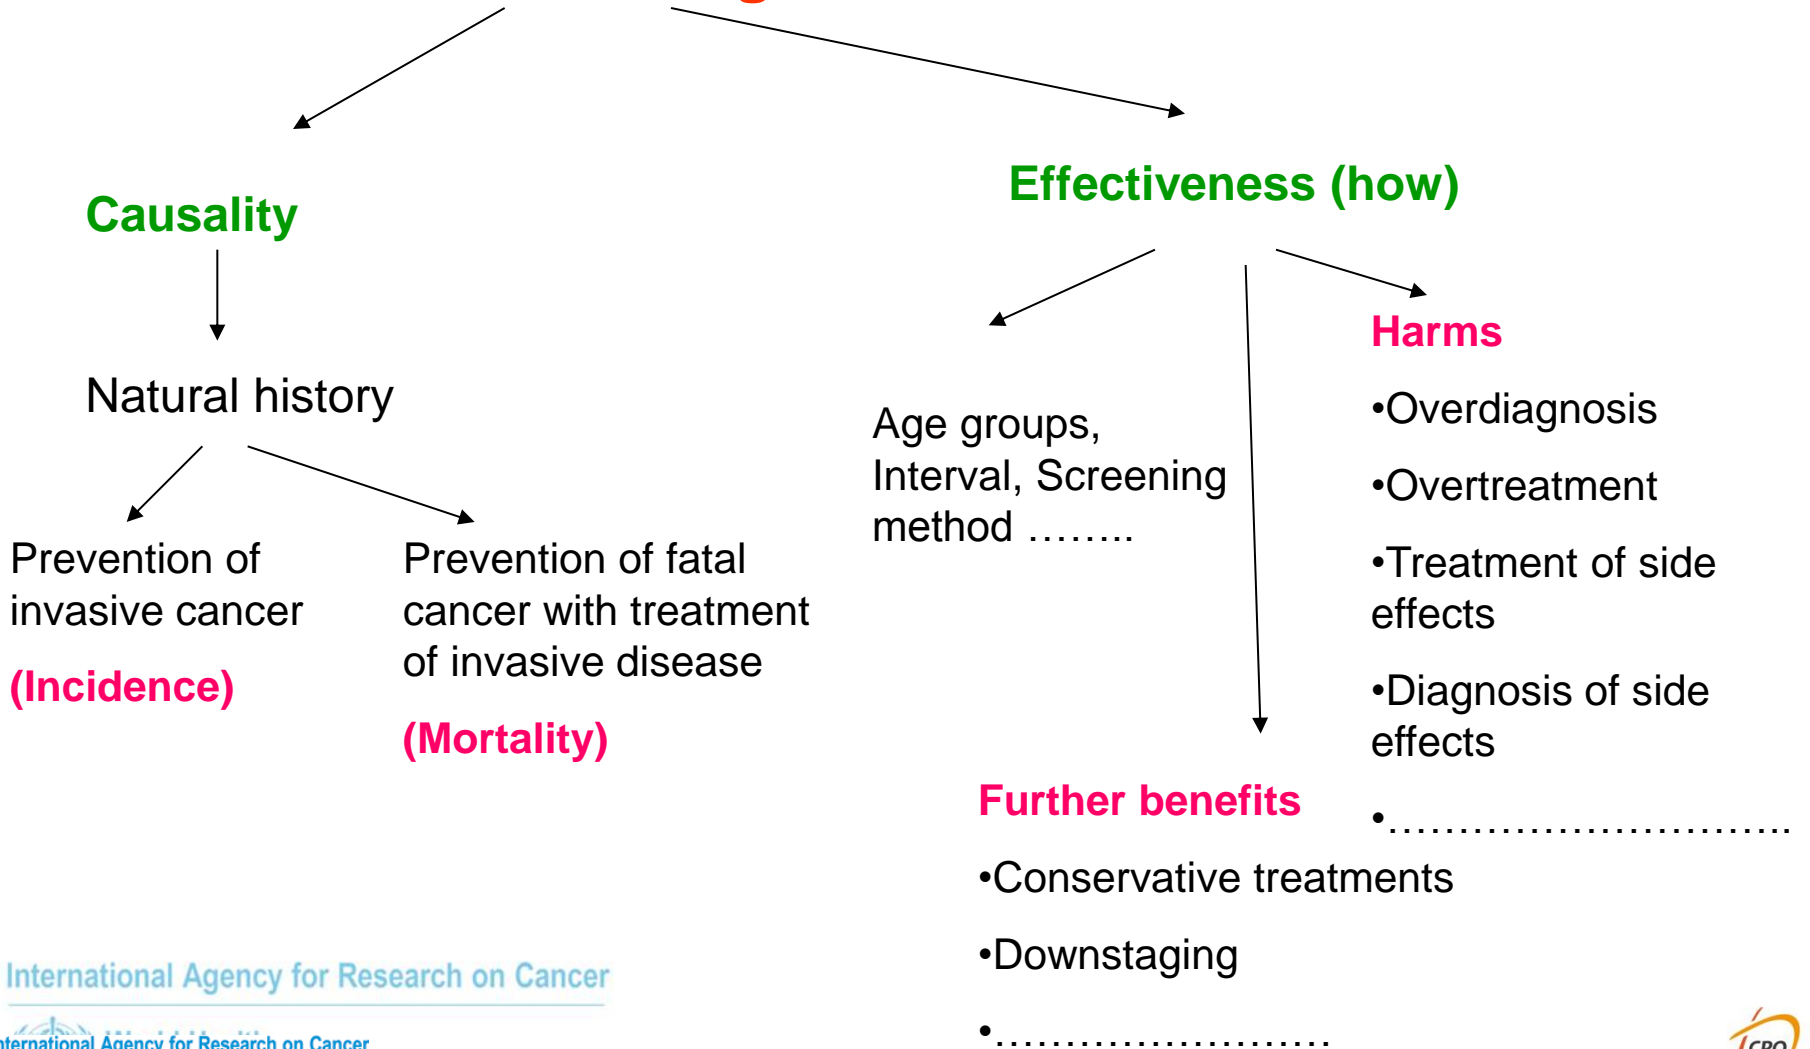 Causality
Natural history
Prevention of
invasive cancer
(Incidence)
Prevention of fatal
cancer with treatment
of invasive disease
(Mortality)
Effectiveness (how)
Age groups,
Interval, Screening
method ……..
Harms
•Overdiagnosis
•Overtreatment
•Treatment of side
effects
•Diagnosis of side
effects
•………………………..
Further benefits
•Conservative treatments
•Downstaging
•……………………
International Agency for Research on Cancer
International Agency for Research on Cancer
CPO